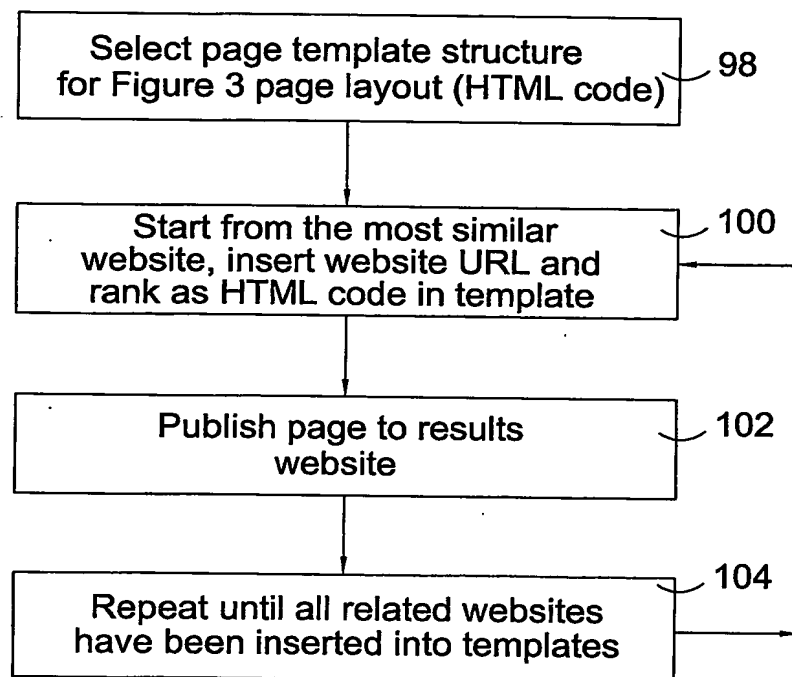 Select page template structure
for Figure 3 page layout (HTML code)
98
Start from the most similar
website, insert website URL and
rank as HTML code in template
100
Publish page to results
website
102
Repeat until all related websites
have been inserted into templates
104